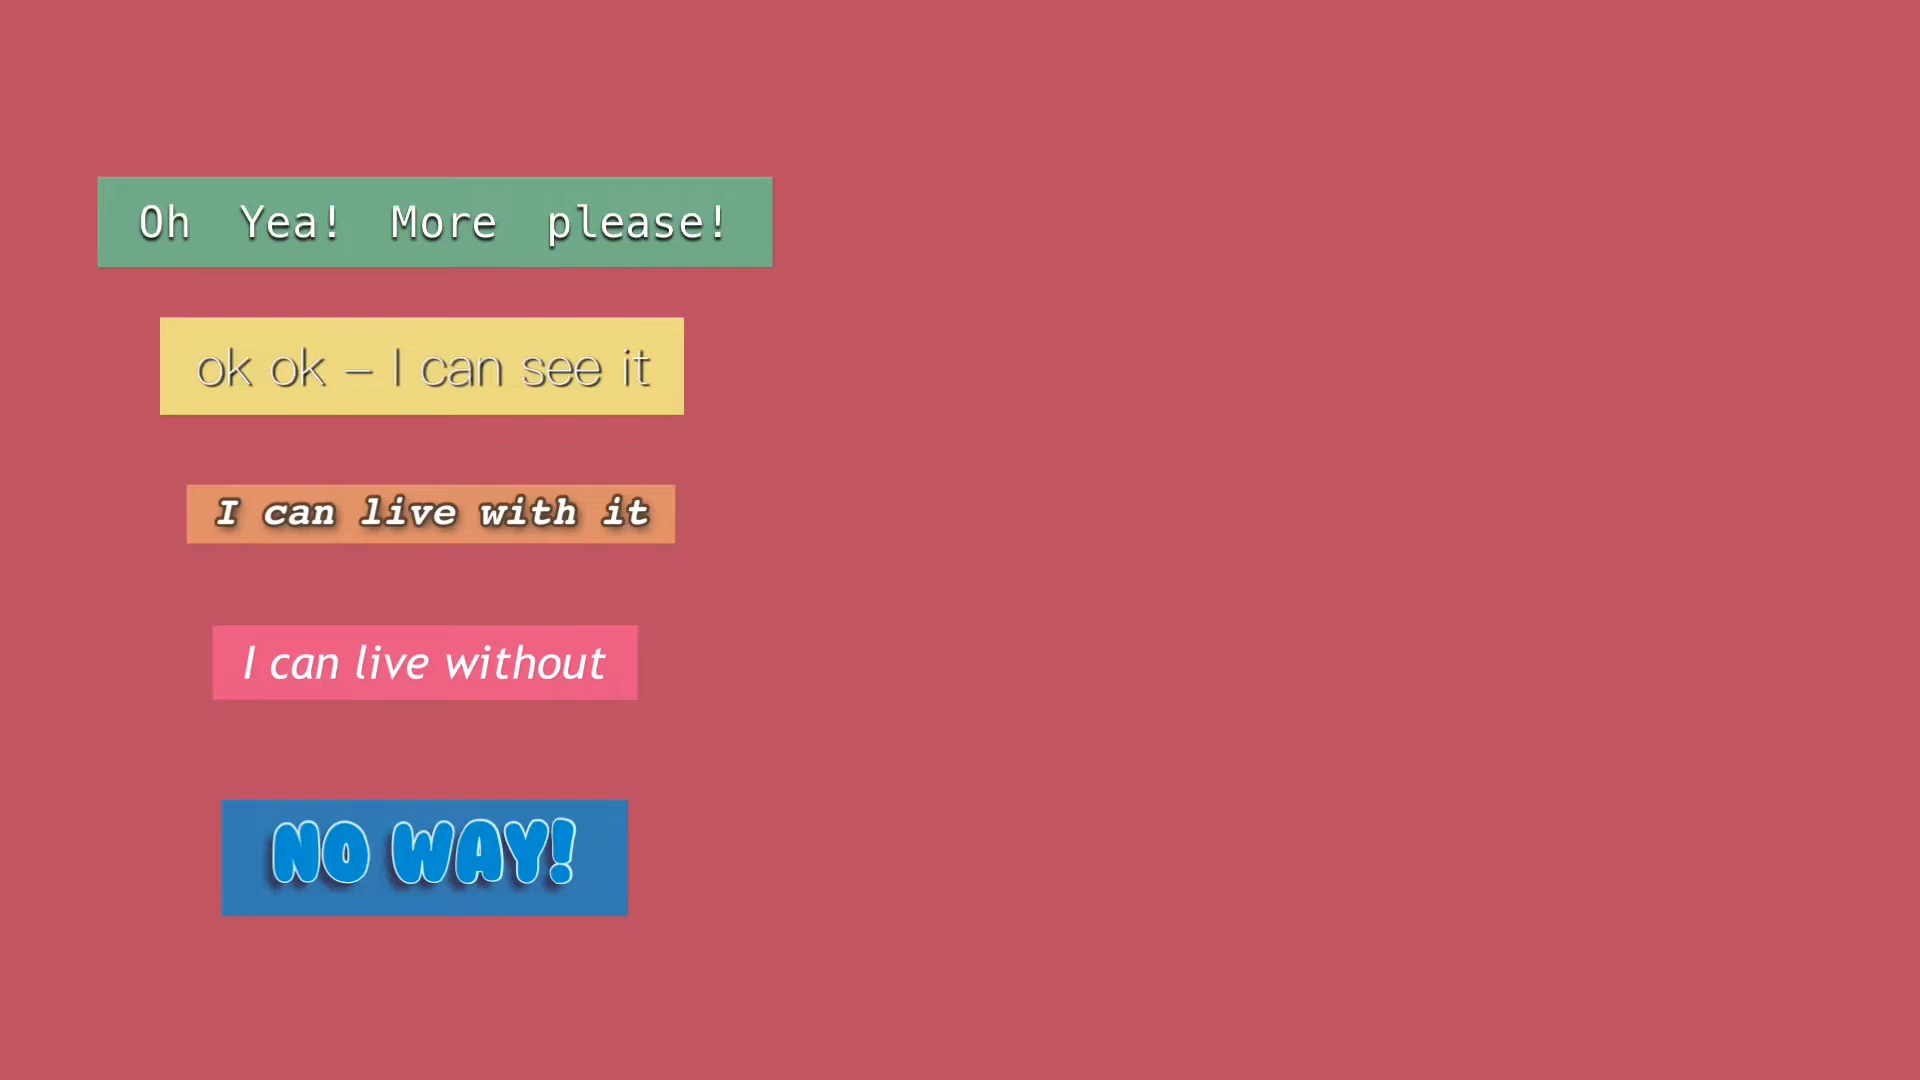 Oh Yea! More please!
ok ok – I can see it
I can live with it
I can live without
NO WAY!